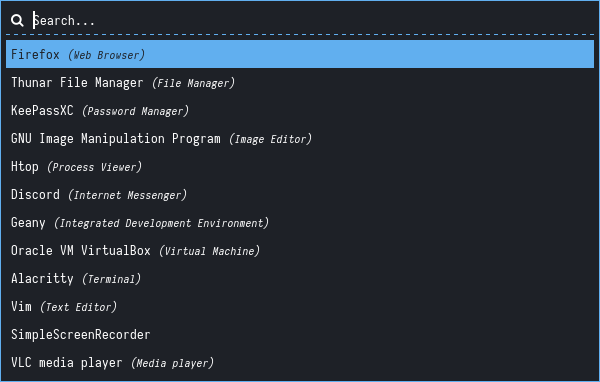 Search...
Firefox (Web Browser)
Thunar File Manager (File Manager)
KeePassXC (Password Manager)
GNU Image Manipulation Program (Image Editor)
Htop (Process Viewer)
Discord (Internet Messenger)
Geany (Integrated Development Environment)
Oracle VM VirtualBox (Virtual Machine)
Alacritty (Terminal)
Vim (Text Editor)
SimpleScreenRecorder
VLC media player (Media player)